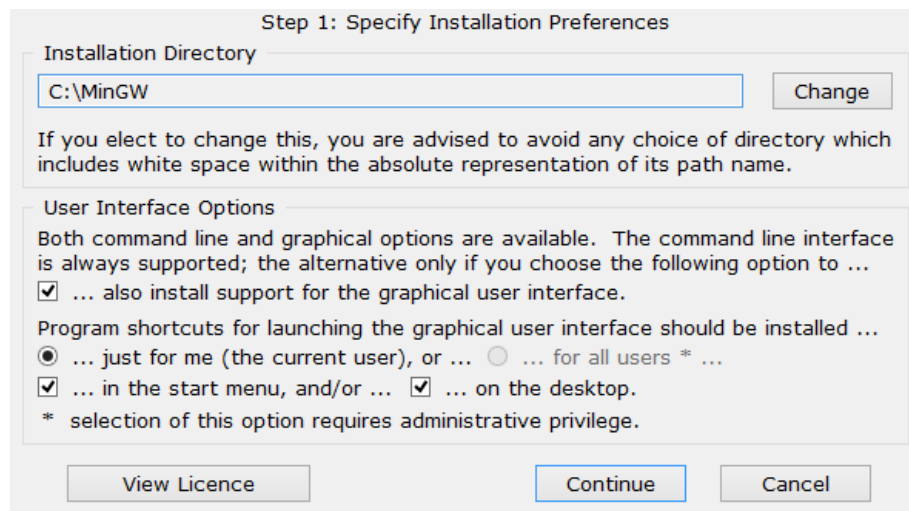 Step 1: Specify Installation Preferences
Installation Directory
C:\MinGW
Change
If you elect to change this, you are advised to avoid any choice of directory which
includes white space within the absolute representation of its path name.
User Interface Options
Both command line and graphical options are available.  The command line interface
is always supported; the alternative only if you choose the following option to ...
... also install support for the graphical user interface.
Program shortcuts for launching the graphical user interface should be installed ...
... just for me (the current user), or ... ... for all users * ...
... in the start menu, and/or ... ... on the desktop.
* selection of this option requires administrative privilege.
View Licence Continue Cancel